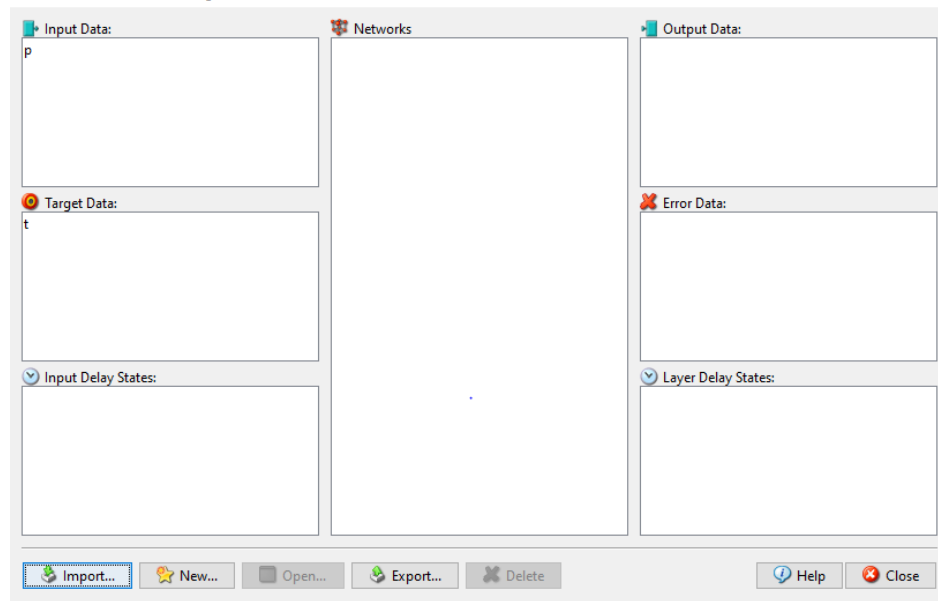 Input Data:
Networks
Output Data:
p
Target Data:
Error Data:
t
Input Delay States:
Layer Delay States:
Import...
New...
Open...
Export...
Delete
Help
Close